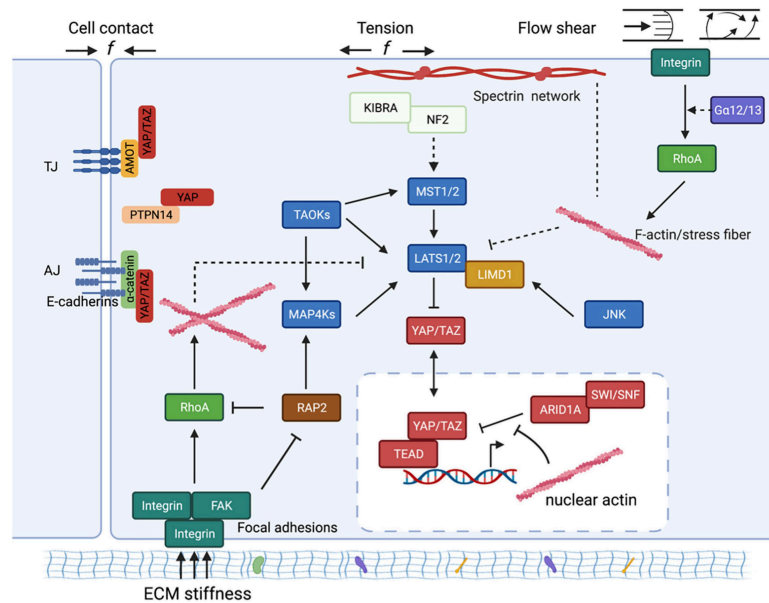 Cell contact
f
Tension
f
Flow shear
Integrin
Spectrin network
KIBRA
NF2
Gα12/13
YAP/TAZ
AMOT
TJ
RhoA
MST1/2
YAP
PTPN14
TAOKs
F-actin/stress fiber
LATS1/2
LIMD1
α-catenin
YAP/TAZ
AJ
E-cadherins
MAP4Ks
JNK
YAP/TAZ
RhoA
RAP2
SWI/SNF
ARID1A
YAP/TAZ
TEAD
nuclear actin
Integrin
FAK
Integrin
Focal adhesions
ECM stiffness